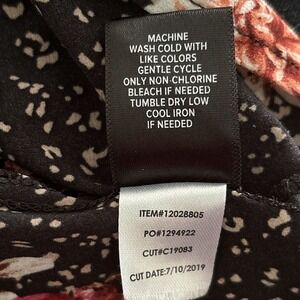 MACHINE
WASH COLD WITH
LIKE COLORS
GENTLE CYCLE
ONLY NON-CHLORINE
BLEACH IF NEEDED
TUMBLE DRY LOW
COOL IRON
IF NEEDED
ITEM#12028805
PO#1294922
CUT#C19083
CUT DATE:7/10/2019